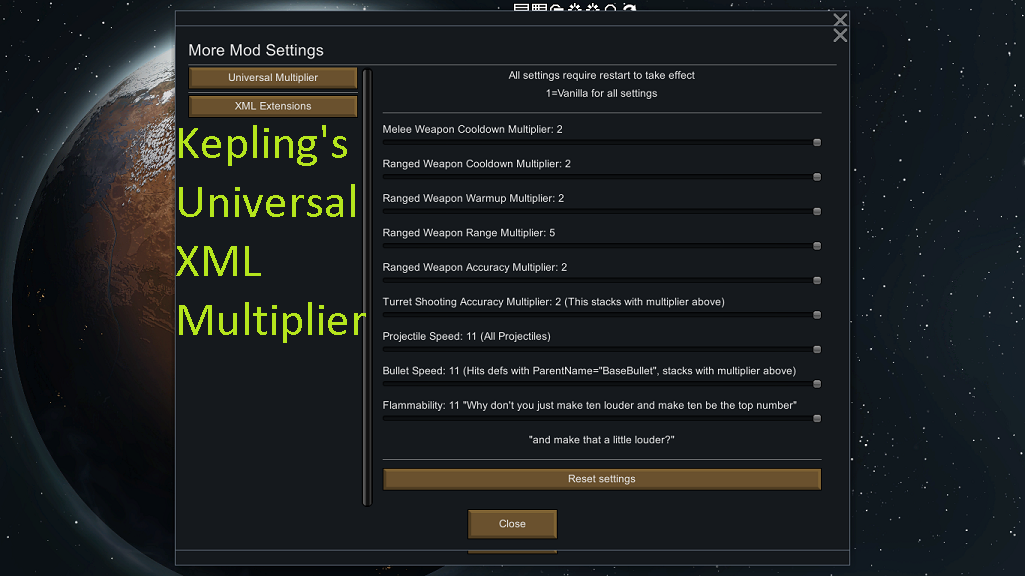 More Mod Settings
Universal Multiplier
XML Extensions
Kepling's
Universal
XML
Multiplier
All settings require restart to take effect
1=Vanilla for all settings
Melee Weapon Cooldown Multiplier: 2
Ranged Weapon Cooldown Multiplier: 2
Ranged Weapon Warmup Multiplier: 2
Ranged Weapon Range Multiplier: 5
Ranged Weapon Accuracy Multiplier: 2
Turret Shooting Accuracy Multiplier: 2 (This stacks with multiplier above)
Projectile Speed: 11 (All Projectiles)
Bullet Speed: 11 (Hits defs with ParentName="BaseBullet", stacks with multiplier above)
Flammability: 11 "Why don't you just make ten louder and make ten be the top number"
"and make that a little louder?"
Reset settings
Close